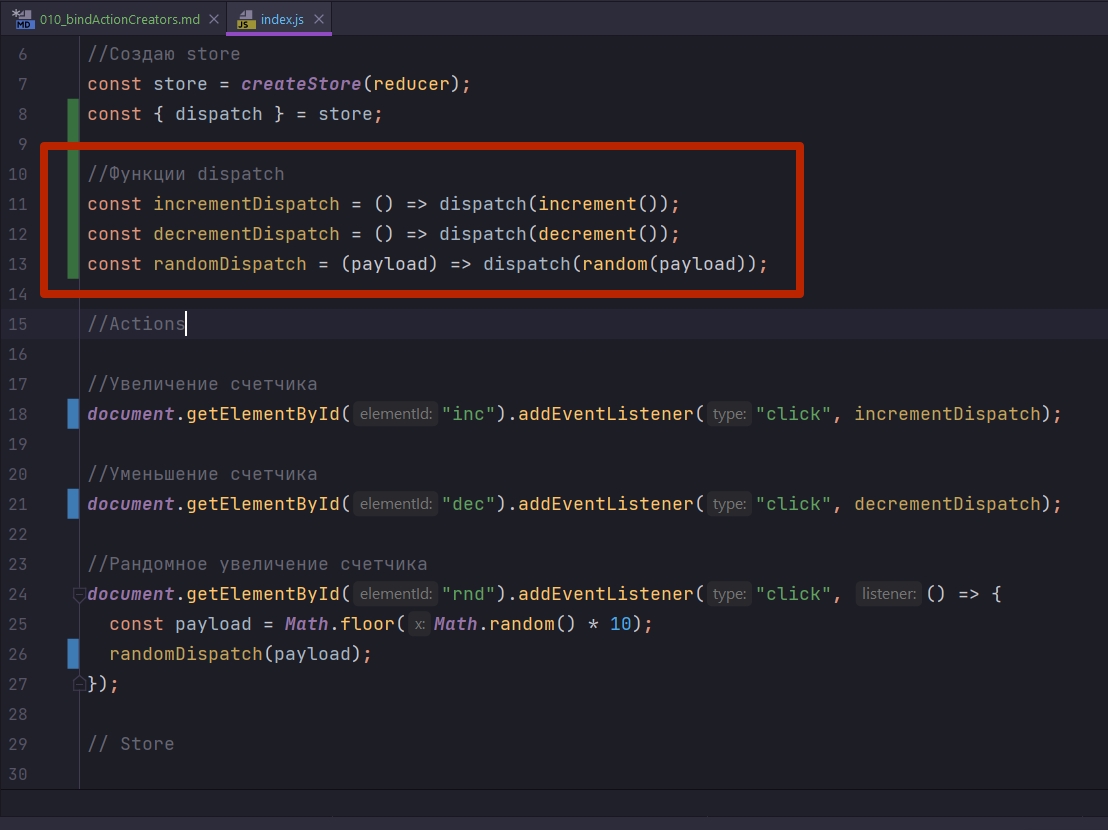 010_bindActionCreators.md index.js
6 //Создаю store
7 const store = createStore(reducer);
8 const { dispatch } = store;
9
10 //Функции dispatch
11 const incrementDispatch = () => dispatch(increment());
12 const decrementDispatch = () => dispatch(decrement());
13 const randomDispatch = (payload) => dispatch(random(payload));
14
15 //Actions
16
17 //Увеличение счетчика
18 document.getElementById( elementId: "inc").addEventListener( type: "click", incrementDispatch);
19
20 //Уменьшение счетчика
21 document.getElementById( elementId: "dec").addEventListener( type: "click", decrementDispatch);
22
23 //Рандомное увеличение счетчика
24 document.getElementById( elementId: "rnd").addEventListener( type: "click", listener: () => {
25 const payload = Math.floor( x: Math.random() * 10);
26 randomDispatch(payload);
27 });
28
29 // Store
30